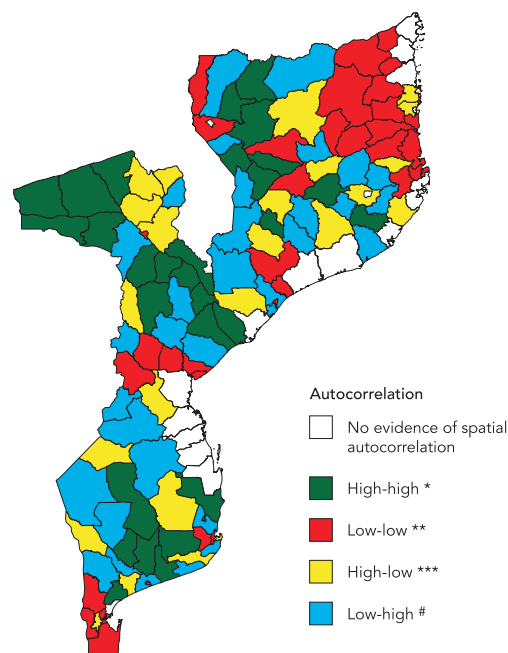 Autocorrelation
No evidence of spatial
autocorrelation
High-high *
Low-low **
High-low ***
Low-high #